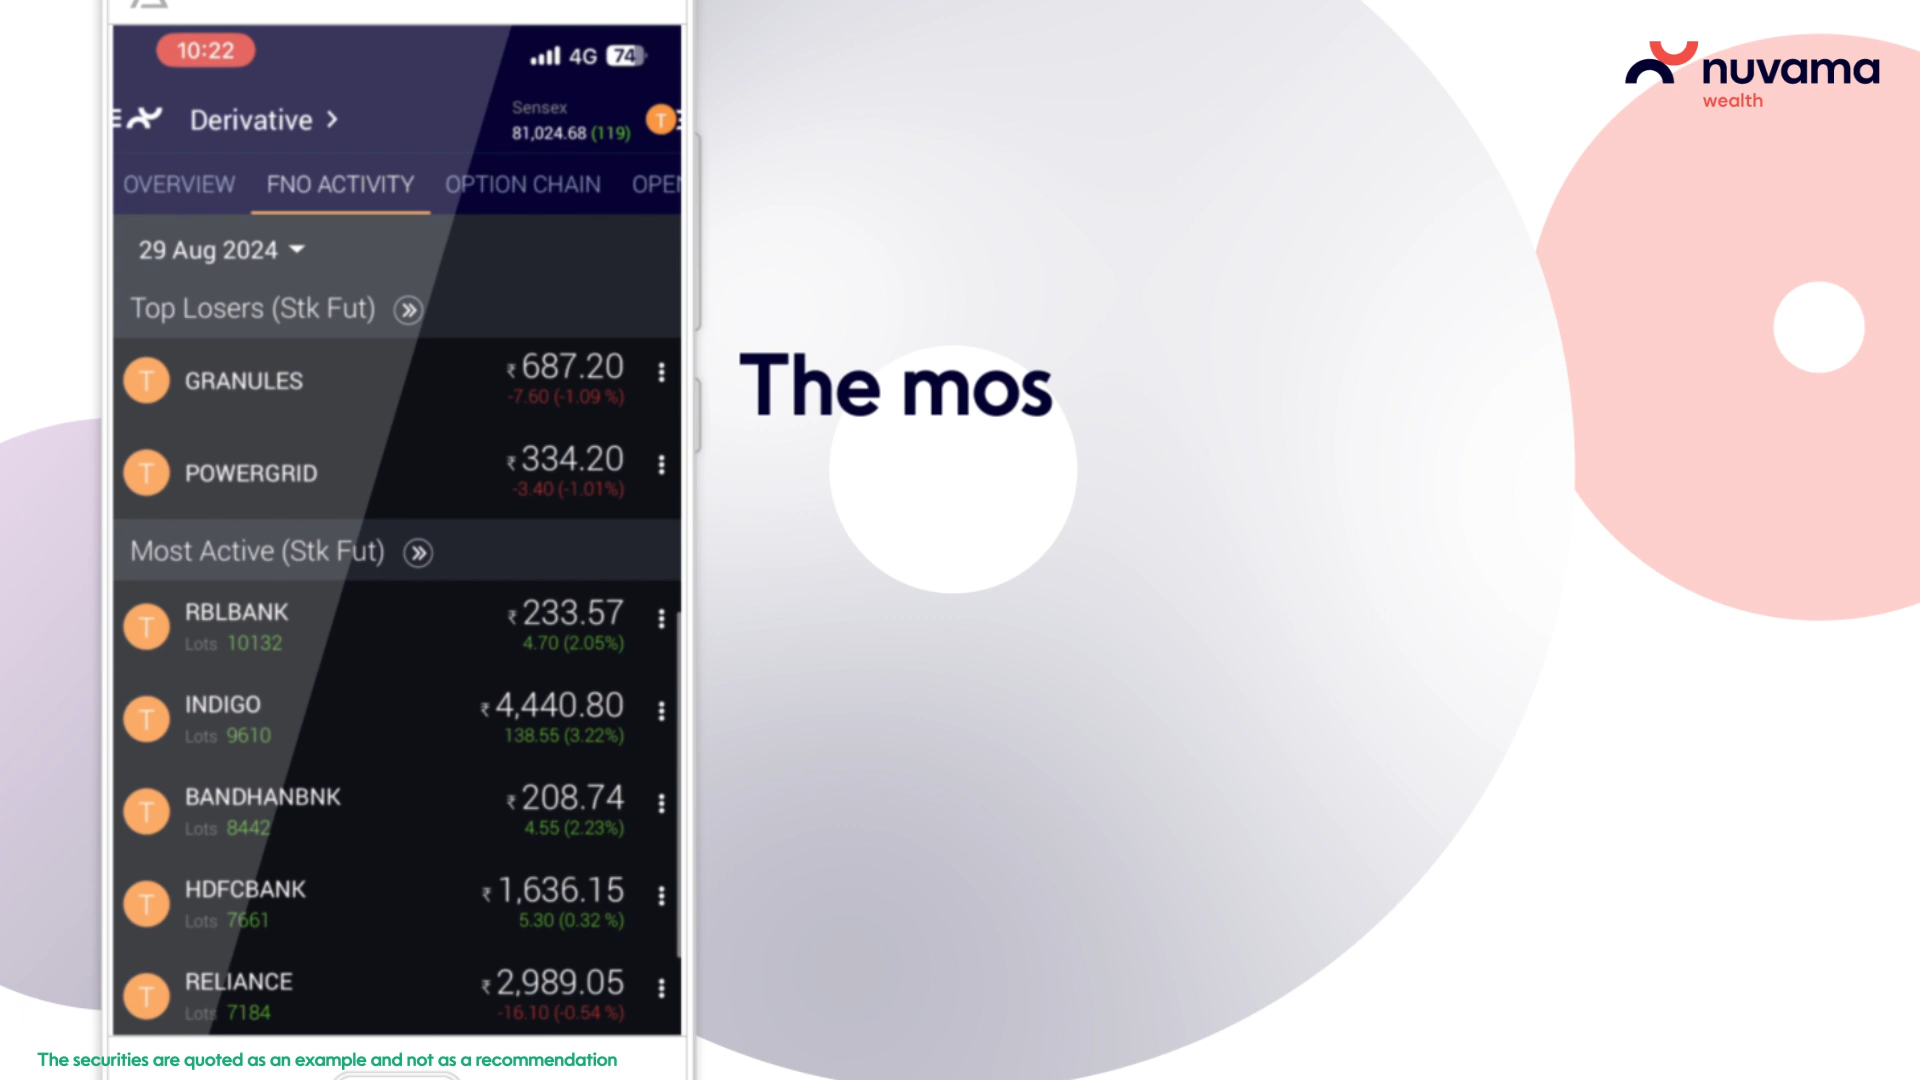 10:22
4G 74
Derivative
Sensex
81,024.68 (119)
T
OVERVIEW FNO ACTIVITY OPTION CHAIN OPEN
29 Aug 2024
Top Losers (Stk Fut)
T GRANULES ₹ 687.20
-7.60 (-1.09 %)
T POWERGRID ₹ 334.20
-3.40 (-1.01%)
Most Active (Stk Fut)
T RBLBANK ₹ 233.57
Lots 10132 4.70 (2.05%)
T INDIGO ₹ 4,440.80
Lots 9610 138.55 (3.22%)
T BANDHANBNK ₹ 208.74
Lots 8442 4.55 (2.23%)
T HDFCBANK ₹ 1,636.15
Lots 7661 5.30 (0.32 %)
T RELIANCE ₹ 2,989.05
Lots 7184 -16.10 (-0.54 %)
The securities are quoted as an example and not as a recommendation
The mos
nuvama
wealth